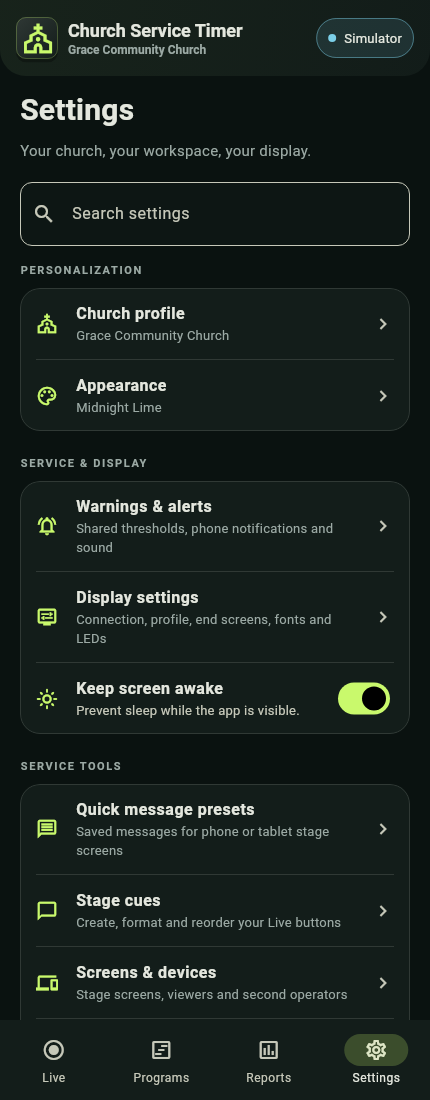 Church Service Timer
Grace Community Church
Simulator
Settings
Your church, your workspace, your display.
Search settings
PERSONALIZATION
Church profile
Grace Community Church
Appearance
Midnight Lime
SERVICE & DISPLAY
Warnings & alerts
Shared thresholds, phone notifications and
sound
Display settings
Connection, profile, end screens, fonts and
LEDs
Keep screen awake
Prevent sleep while the app is visible.
SERVICE TOOLS
Quick message presets
Saved messages for phone or tablet stage
screens
Stage cues
Create, format and reorder your Live buttons
Screens & devices
Stage screens, viewers and second operators
Live
Programs
Reports
Settings